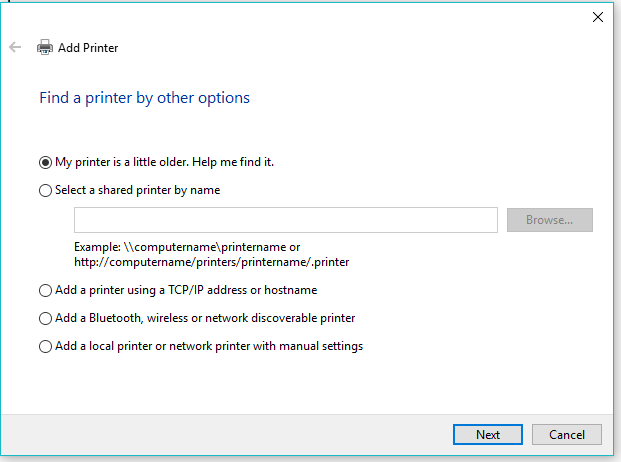 Add Printer
Find a printer by other options
My printer is a little older. Help me find it.
Select a shared printer by name
Browse...
Example: \\computername\printername or
http://computername/printers/printername/.printer
Add a printer using a TCP/IP address or hostname
Add a Bluetooth, wireless or network discoverable printer
Add a local printer or network printer with manual settings
Next
Cancel